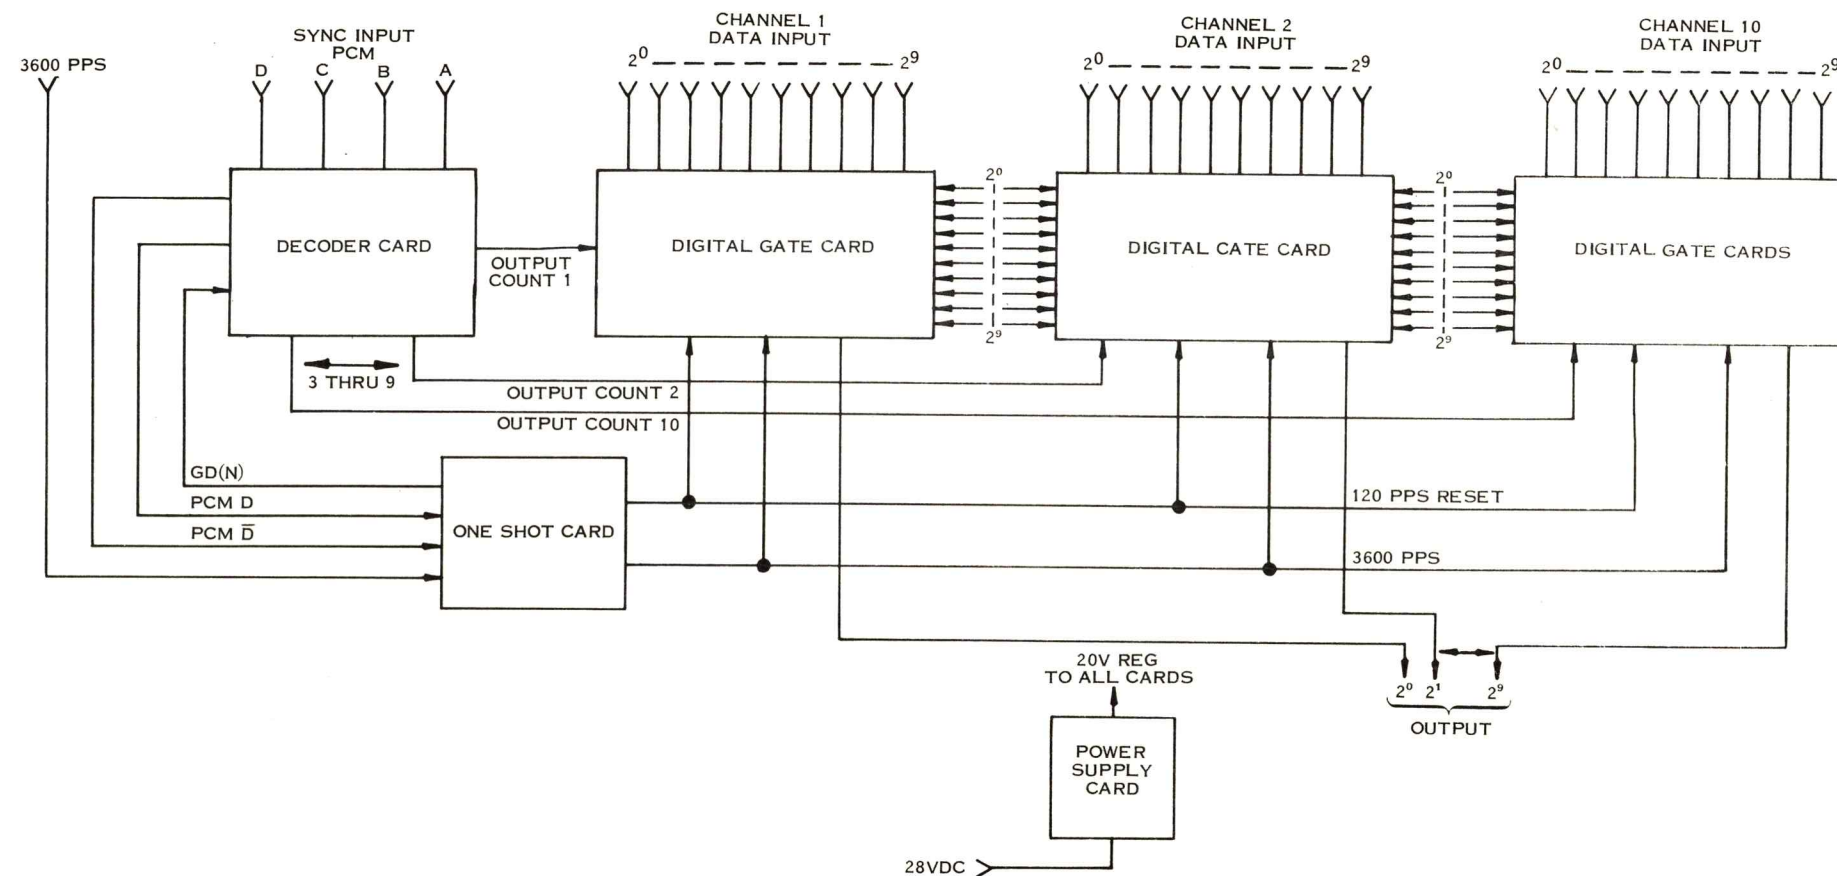 3600 PPS
SYNC INPUT
PCM
D C B A
CHANNEL 1
DATA INPUT
2⁰ 2⁹
CHANNEL 2
DATA INPUT
2⁰ 2⁹
CHANNEL 10
DATA INPUT
2⁰ 2⁹
DECODER CARD
OUTPUT
COUNT 1
DIGITAL GATE CARD
2⁰
2⁹
DIGITAL CATE CARD
2⁰
2⁹
DIGITAL GATE CARDS
3 THRU 9
OUTPUT COUNT 2
OUTPUT COUNT 10
GD(N)
PCM D
PCM D̅
ONE SHOT CARD
120 PPS RESET
3600 PPS
20V REG
TO ALL CARDS
2⁰ 2¹ 2⁹
OUTPUT
POWER
SUPPLY
CARD
28VDC